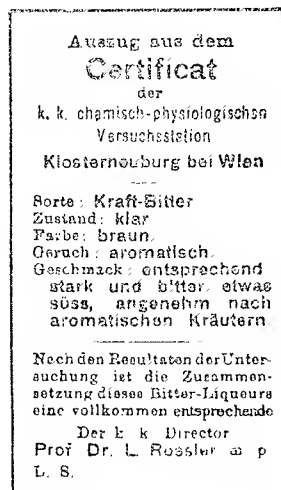 Auszug aus dem
Certificat
der
k. k. chemisch-physiologischen
Versuchsstation
Klosterneuburg bei Wien
Sorte: Kraft-Bitter
Zustand: klar
Farbe: braun.
Geruch: aromatisch.
Geschmack: entsprechend
stark und bitter, etwas
süss, angenehm nach
aromatischen Kräutern
Nach den Resultaten der Unter-
suchung ist die Zusammen-
setzung dieses Bitter-Liqueurs
eine vollkommen entsprechende
Der k k Director
Prof Dr. L. Roesler m p
L. S.